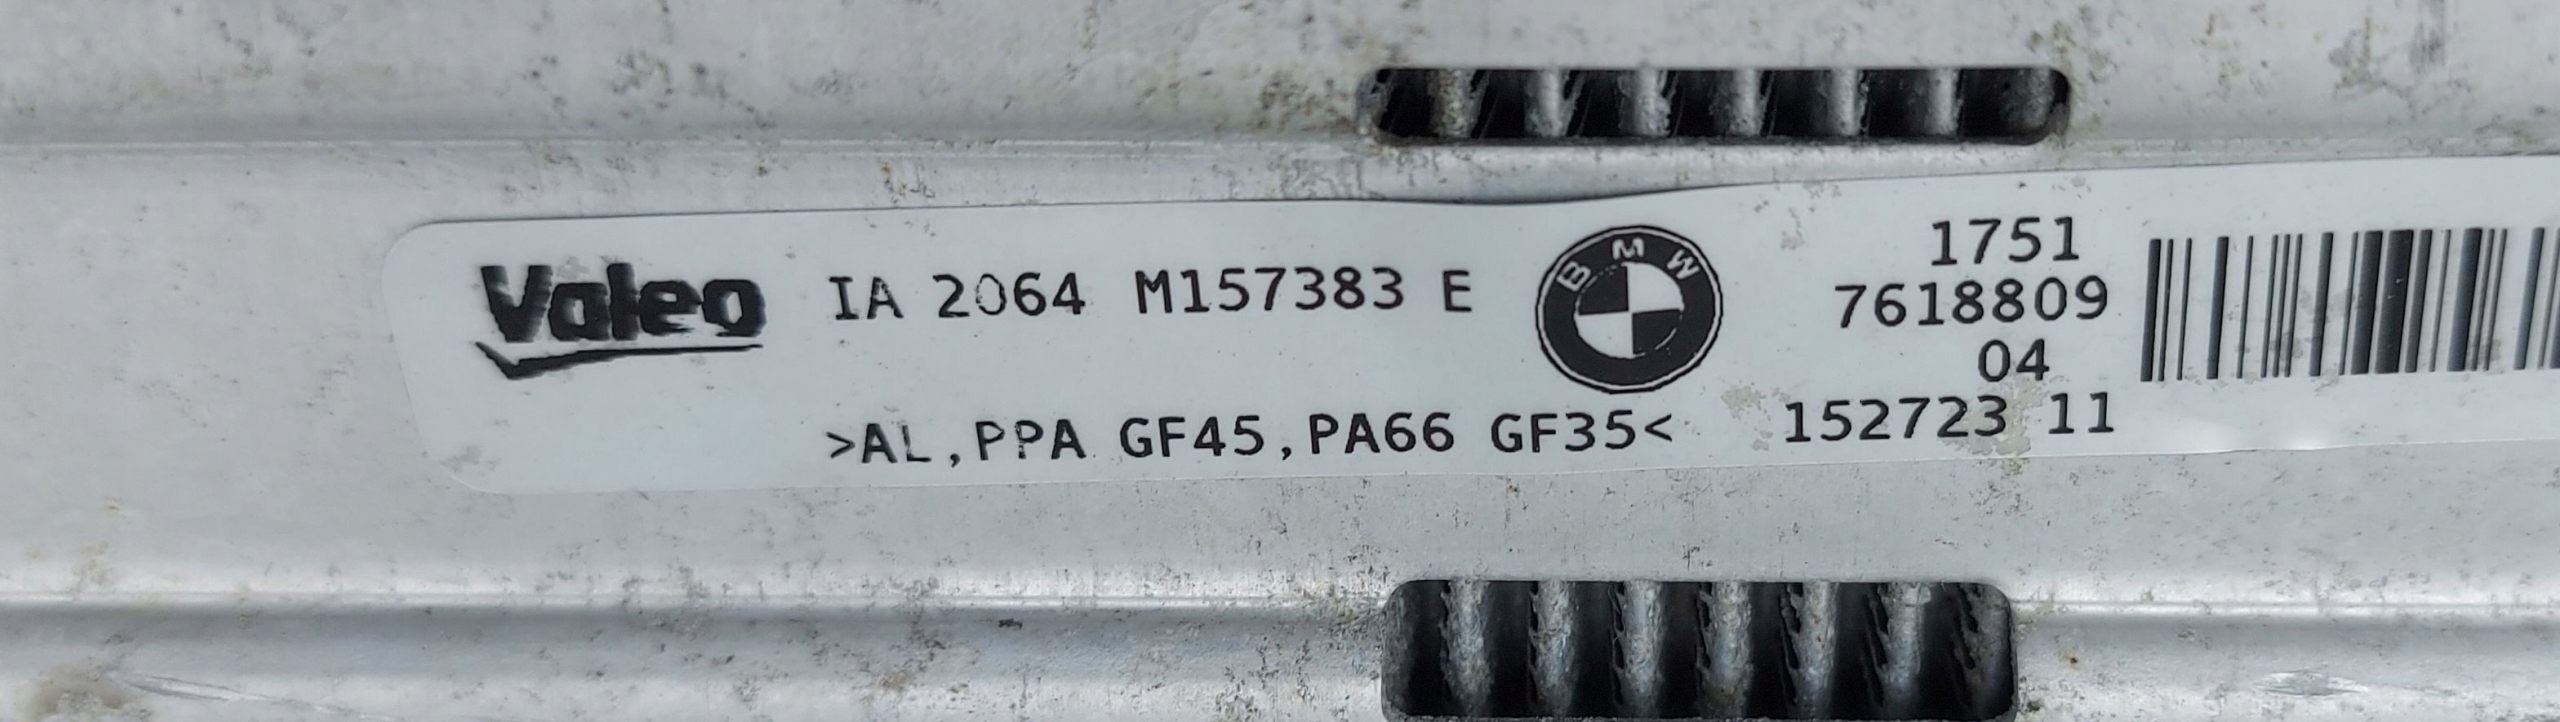 Valeo IA 2064 M157383 E
>AL,PPA GF45,PA66 GF35<
BMW
1751
7618809
04
152723 11